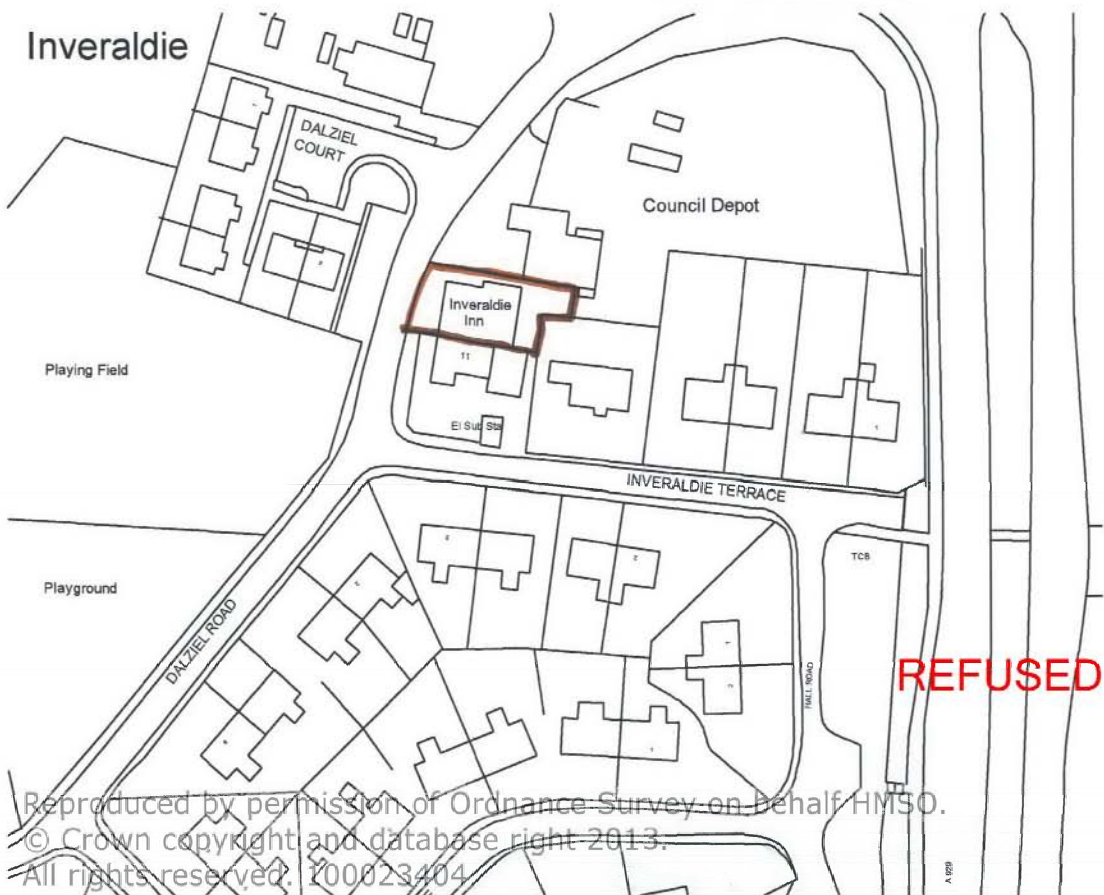 Inveraldie
DALZIEL
COURT
Council Depot
Inveraldie
Inn
11
Playing Field
El Sub Sta
INVERALDIE TERRACE
TCB
Playground
DALZIEL ROAD
HALL ROAD
REFUSED
Reproduced by permission of Ordnance Survey on behalf HMSO.
© Crown copyright and database right 2013.
All rights reserved. 100023404
A 929